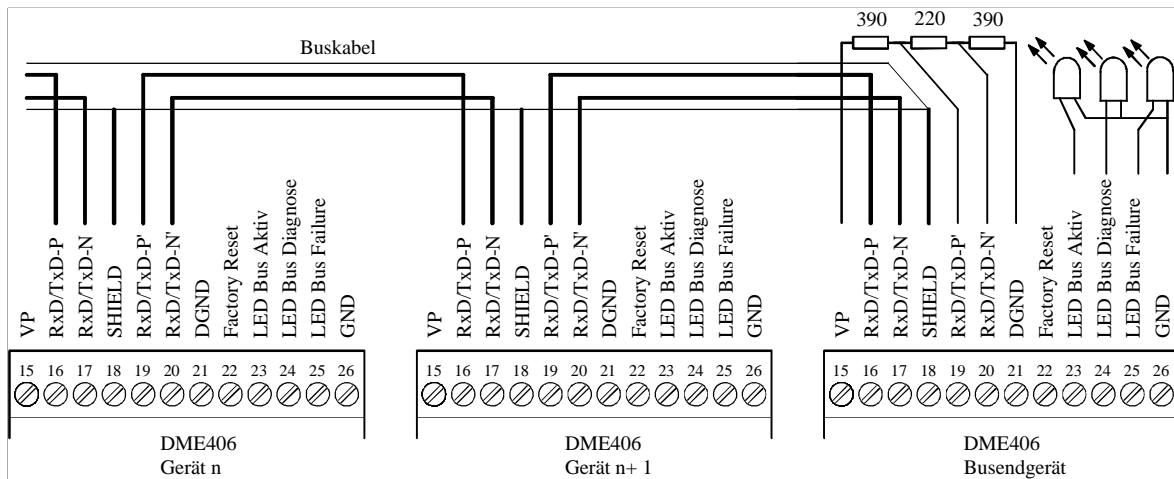 390 220 390
Buskabel
VP RxD/TxD-P RxD/TxD-N SHIELD RxD/TxD-P' RxD/TxD-N' DGND Factory Reset LED Bus Aktiv LED Bus Diagnose LED Bus Failure GND
VP RxD/TxD-P RxD/TxD-N SHIELD RxD/TxD-P' RxD/TxD-N' DGND Factory Reset LED Bus Aktiv LED Bus Diagnose LED Bus Failure GND
VP RxD/TxD-P RxD/TxD-N SHIELD RxD/TxD-P' RxD/TxD-N' DGND Factory Reset LED Bus Aktiv LED Bus Diagnose LED Bus Failure GND
15 16 17 18 19 20 21 22 23 24 25 26
15 16 17 18 19 20 21 22 23 24 25 26
15 16 17 18 19 20 21 22 23 24 25 26
DME406
Gerät n
DME406
Gerät n+ 1
DME406
Busendgerät